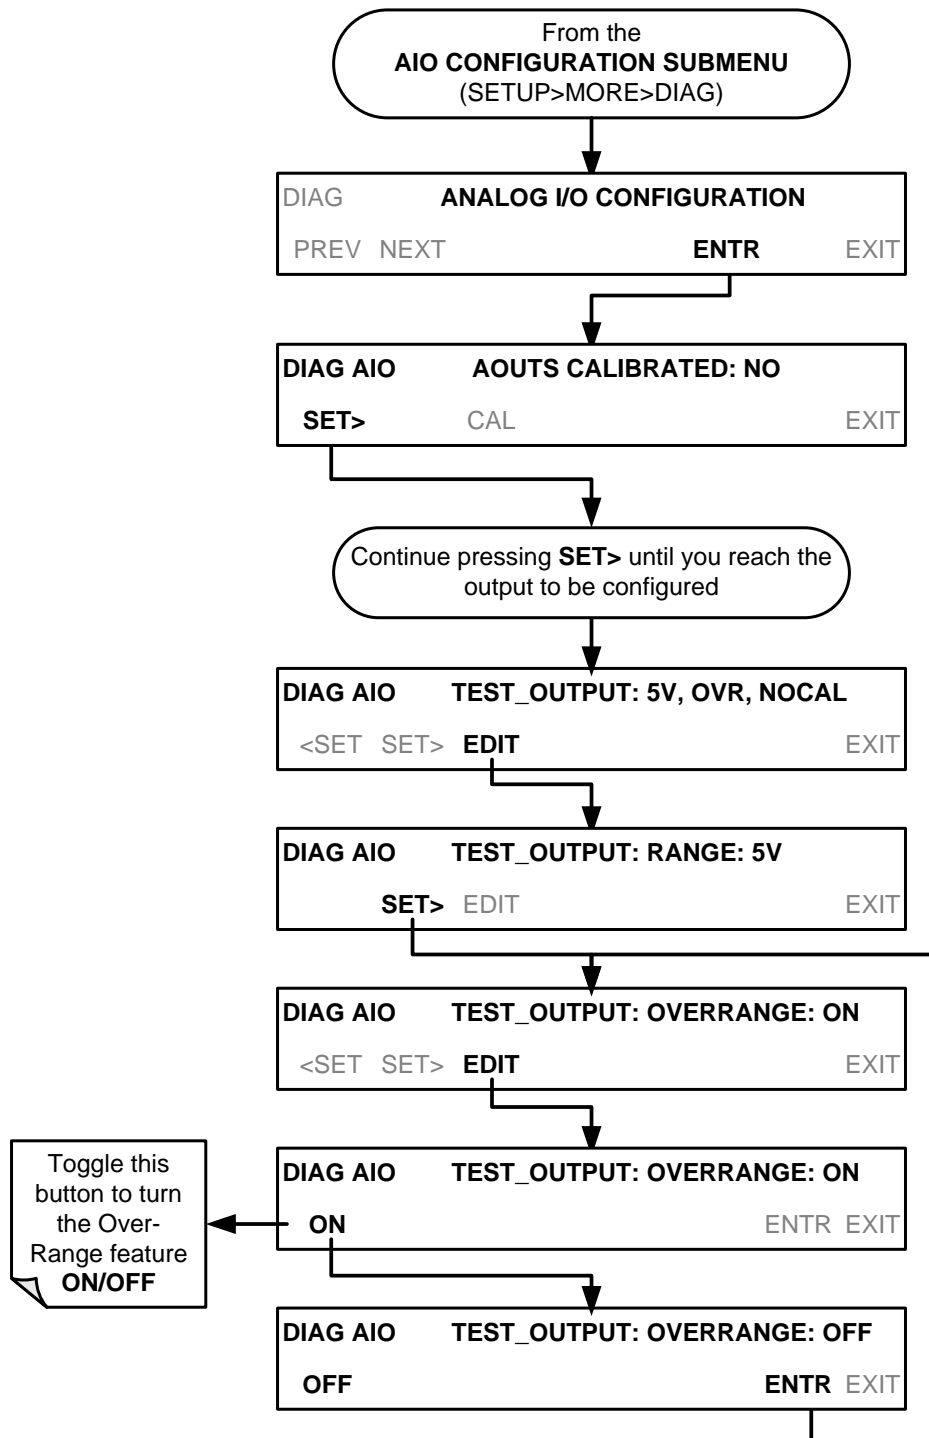 From the
AIO CONFIGURATION SUBMENU
(SETUP>MORE>DIAG)
DIAG ANALOG I/O CONFIGURATION
PREV NEXT ENTR EXIT
DIAG AIO AOUTS CALIBRATED: NO
SET> CAL EXIT
Continue pressing SET> until you reach the
output to be configured
DIAG AIO TEST_OUTPUT: 5V, OVR, NOCAL
<SET SET> EDIT EXIT
DIAG AIO TEST_OUTPUT: RANGE: 5V
SET> EDIT EXIT
DIAG AIO TEST_OUTPUT: OVERRANGE: ON
<SET SET> EDIT EXIT
Toggle this
button to turn
the Over-
Range feature
ON/OFF
DIAG AIO TEST_OUTPUT: OVERRANGE: ON
ON ENTR EXIT
DIAG AIO TEST_OUTPUT: OVERRANGE: OFF
OFF ENTR EXIT